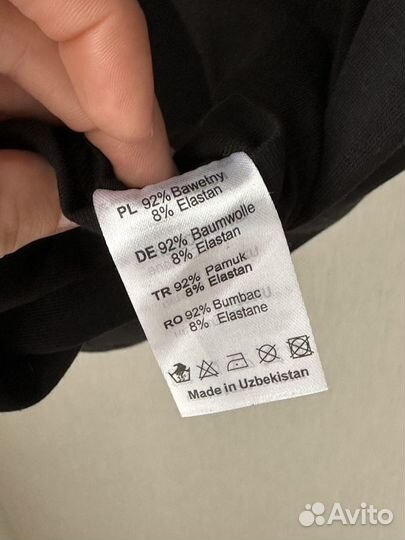 PL 92% Bawełny
8% Elastan
DE 92% Baumwolle
8% Elastan
TR 92% Pamuk
8% Elastan
RO 92% Bumbac
8% Elastane
Made in Uzbekistan
Avito